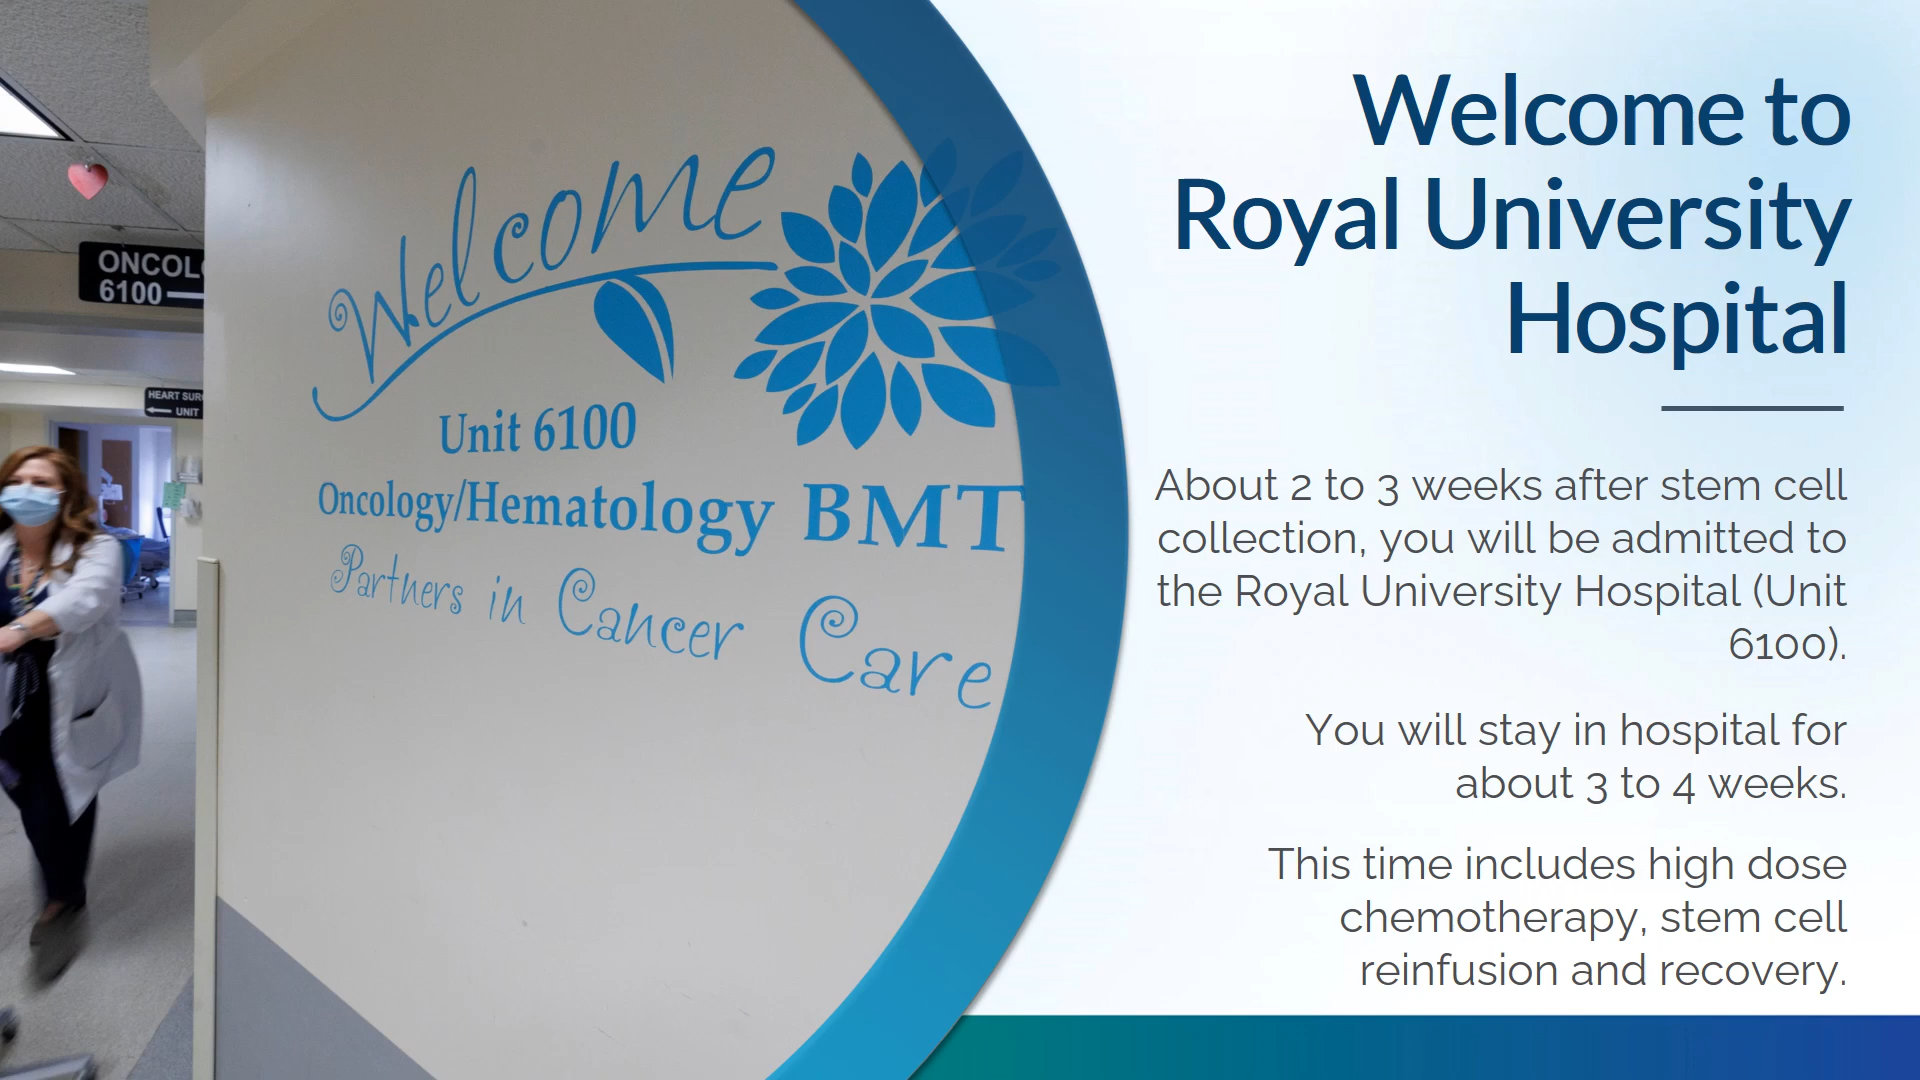 ONCOL
6100
HEART SUR
UNIT
Welcome
Unit 6100
Oncology/Hematology BMT
Partners in Cancer Care
Welcome to
Royal University
Hospital
About 2 to 3 weeks after stem cell
collection, you will be admitted to
the Royal University Hospital (Unit
6100).
You will stay in hospital for
about 3 to 4 weeks.
This time includes high dose
chemotherapy, stem cell
reinfusion and recovery.